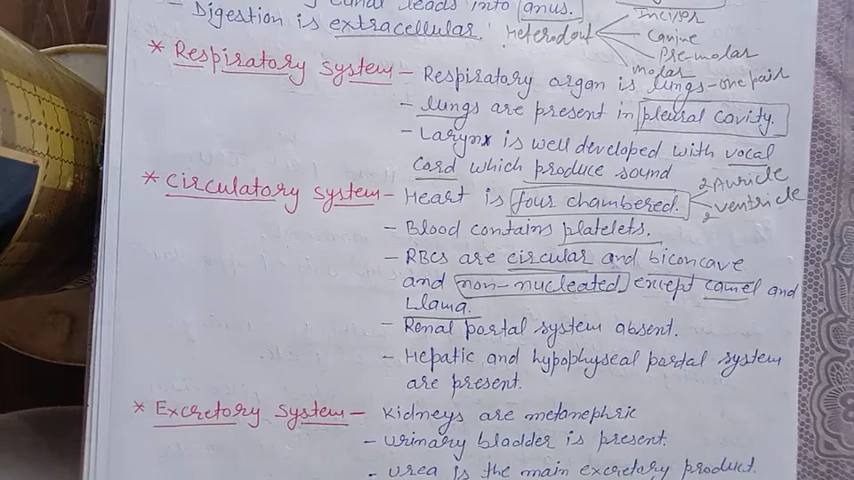 canal leads into anus.
- Digestion is extracellular.
Heterodont
Incisor
Canine
Pre-molar
molar
* Respiratory system - Respiratory organ is lungs - one pair
- lungs are present in pleural cavity.
- Larynx is well developed with vocal
cord which produce sound
* Circulatory system - Heart is four chambered.
2 Auricle
2 ventricle
- Blood contains platelets.
- RBCs are circular and biconcave
and non-nucleated except camel and
Llama.
- Renal portal system absent.
- Hepatic and hypophyseal portal system
are present.
* Excretory system - Kidneys are metanephric
- urinary bladder is present.
- urea is the main excretory product.